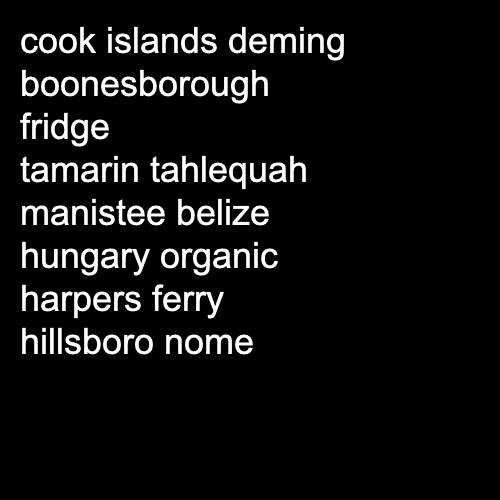 cook islands deming
boonesborough
fridge
tamarin tahlequah
manistee belize
hungary organic
harpers ferry
hillsboro nome